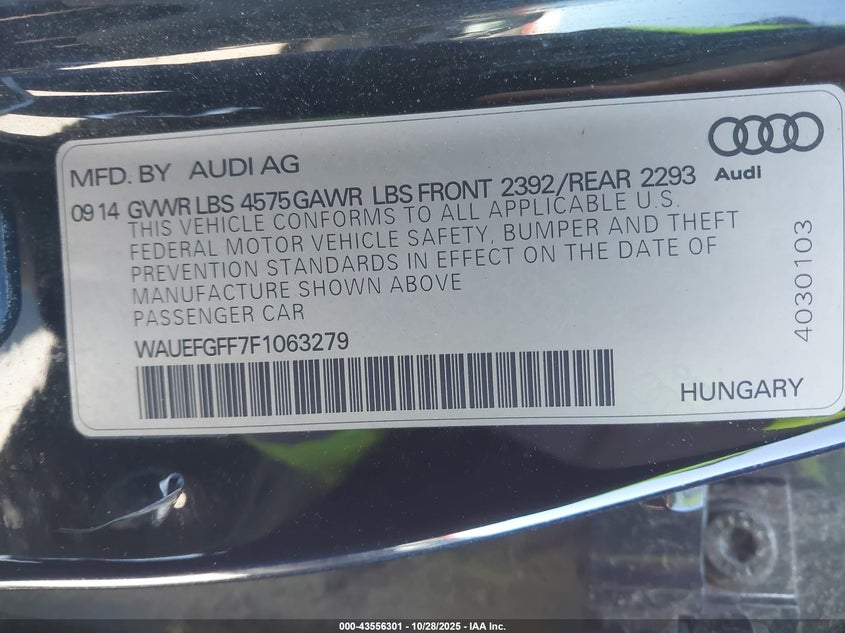 MFD. BY AUDI AG
Audi
09 14 GVWR LBS 4575 GAWR LBS FRONT 2392/REAR 2293
THIS VEHICLE CONFORMS TO ALL APPLICABLE U.S.
FEDERAL MOTOR VEHICLE SAFETY, BUMPER AND THEFT
PREVENTION STANDARDS IN EFFECT ON THE DATE OF
MANUFACTURE SHOWN ABOVE
PASSENGER CAR
WAUEFGFF7F1063279
HUNGARY
4030103
000-43556301 - 10/28/2025 - IAA Inc.